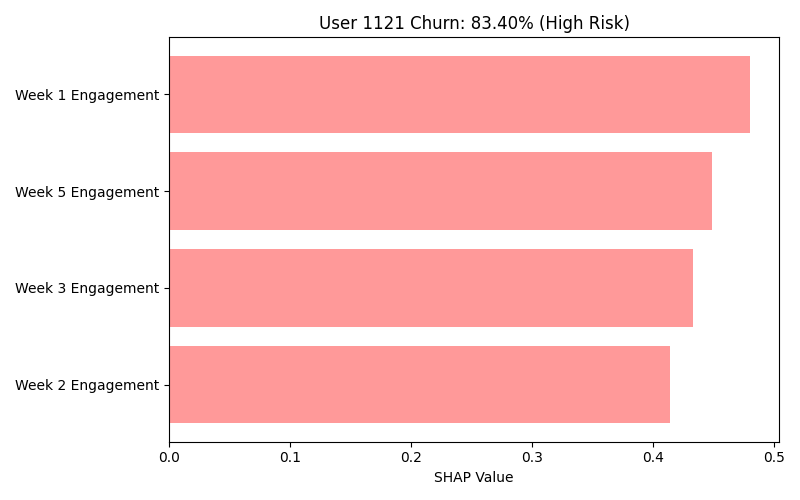 User 1121 Churn: 83.40% (High Risk)
Week 1 Engagement
Week 5 Engagement
Week 3 Engagement
Week 2 Engagement
0.0 0.1 0.2 0.3 0.4 0.5
SHAP Value